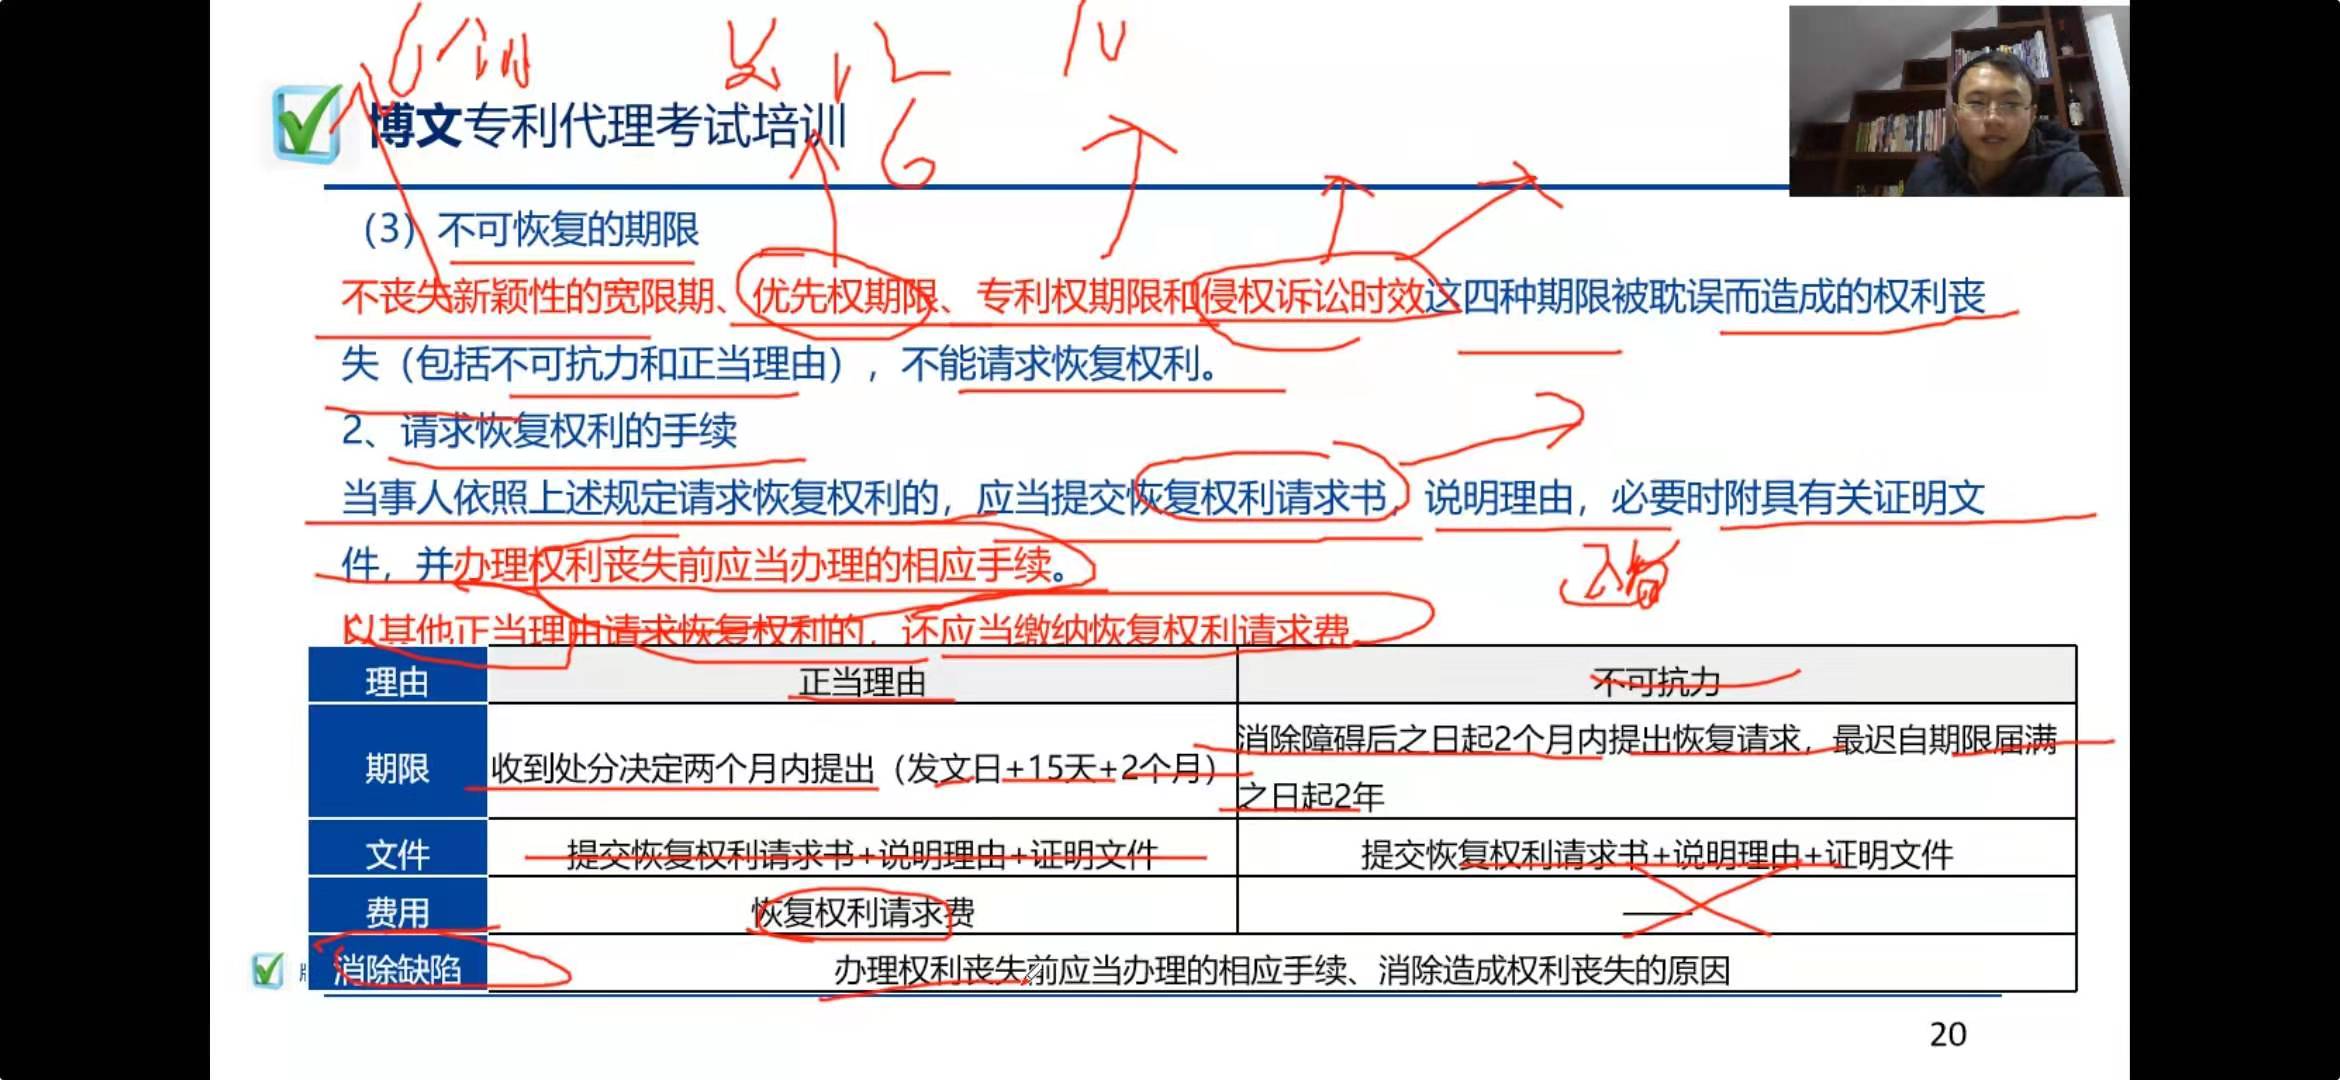 6个月
发 12
6
10
博文专利代理考试培训
（3）不可恢复的期限
不丧失新颖性的宽限期、优先权期限、专利权期限和侵权诉讼时效这四种期限被耽误而造成的权利丧
失（包括不可抗力和正当理由），不能请求恢复权利。
2、请求恢复权利的手续
当事人依照上述规定请求恢复权利的，应当提交恢复权利请求书，说明理由，必要时附具有关证明文
件，并办理权利丧失前应当办理的相应手续。
以其他正当理由请求恢复权利的，还应当缴纳恢复权利请求费
理由 正当理由 不可抗力
期限 收到处分决定两个月内提出（发文日+15天+2个月） 消除障碍后之日起2个月内提出恢复请求，最迟自期限届满
之日起2年
文件 提交恢复权利请求书+说明理由+证明文件 提交恢复权利请求书+说明理由+证明文件
费用 恢复权利请求费 ——
消除缺陷 办理权利丧失前应当办理的相应手续、消除造成权利丧失的原因
20